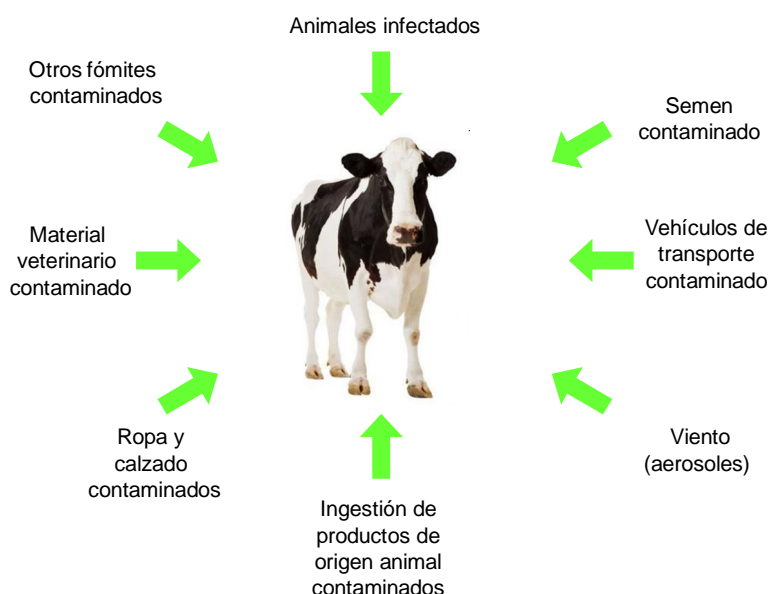 Animales infectados
Otros fómites
contaminados
Semen
contaminado
Material
veterinario
contaminado
Vehículos de
transporte
contaminado
Ropa y
calzado
contaminados
Viento
(aerosoles)
Ingestión de
productos de
origen animal
contaminados